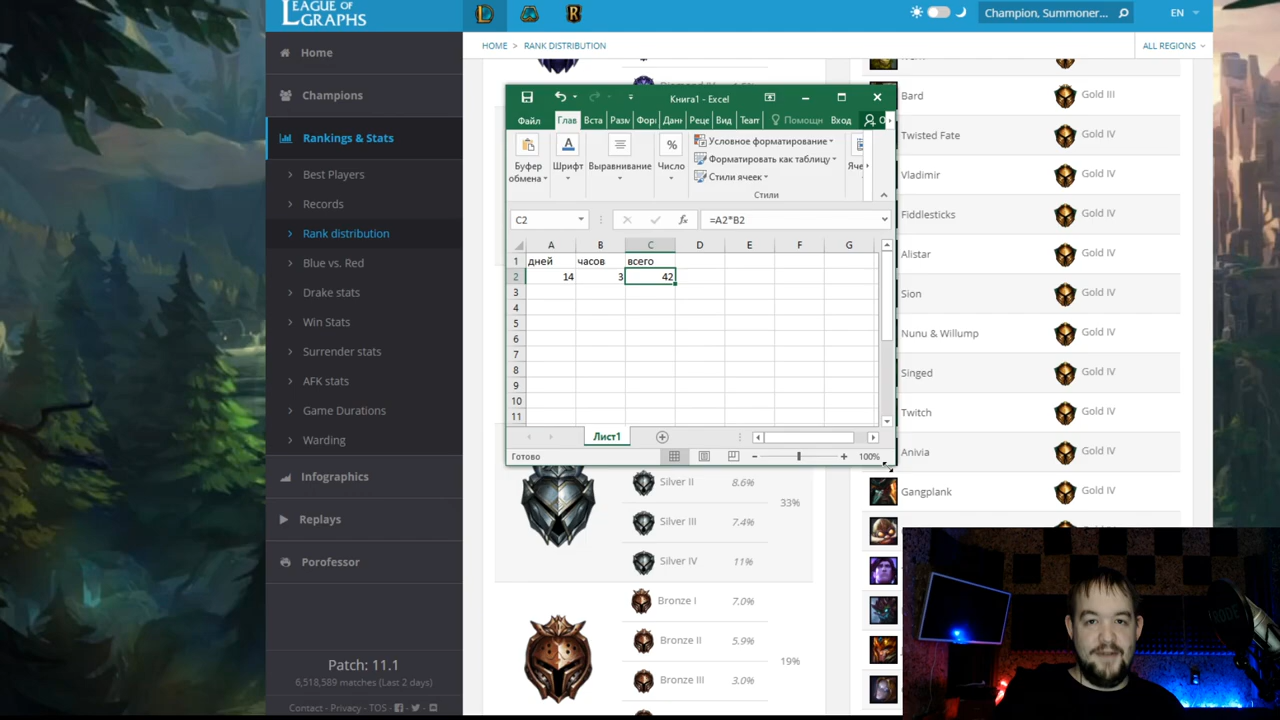 LEAGUE OF GRAPHS
Champion, Summoner...
EN
Home
Champions
Rankings & Stats
Best Players
Records
Rank distribution
Blue vs. Red
Drake stats
Win Stats
Surrender stats
AFK stats
Game Durations
Warding
Infographics
Replays
Porofessor
Patch: 11.1
6,518,589 matches (Last 2 days)
Contact - Privacy - TOS -
HOME > RANK DISTRIBUTION
ALL REGIONS
Книга1 - Excel
Файл Глав Вста Разм Форм Данн Реце Вид Team Помощн Вход
Буфер обмена
Шрифт
Выравнивание
Число
Условное форматирование
Форматировать как таблицу
Стили ячеек
Стили
Яче
C2 fx =A2*B2
A B C D E F G
1 дней часов всего
2 14 3 42
3
4
5
6
7
8
9
10
11
Лист1
Готово 100%
Silver II 8.6%
33%
Silver III 7.4%
Silver IV 11%
Bronze I 7.0%
Bronze II 5.9%
19%
Bronze III 3.0%
Bard Gold III
Twisted Fate Gold IV
Vladimir Gold IV
Fiddlesticks Gold IV
Alistar Gold IV
Sion Gold IV
Nunu & Willump Gold IV
Singed Gold IV
Twitch Gold IV
Anivia Gold IV
Gangplank Gold IV